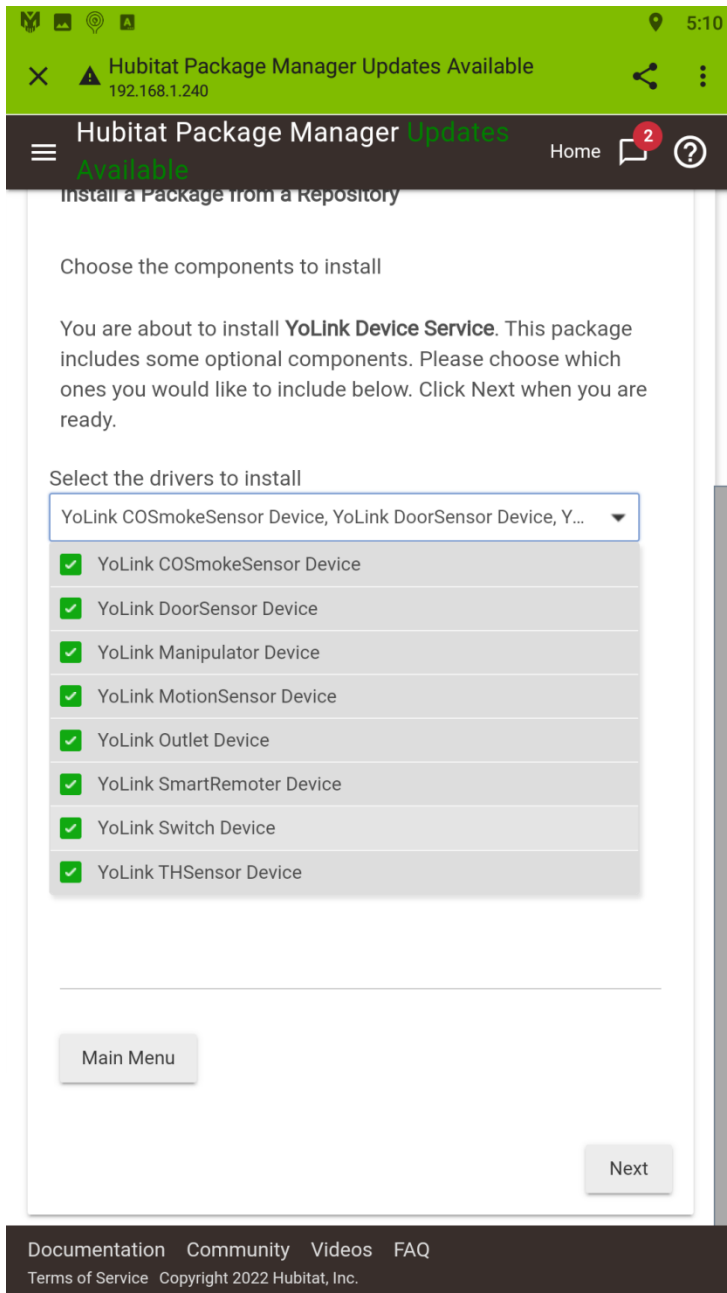 5:10
Hubitat Package Manager Updates Available
192.168.1.240
Hubitat Package Manager Updates
Available
Home
2
Install a Package from a Repository
Choose the components to install
You are about to install YoLink Device Service. This package
includes some optional components. Please choose which
ones you would like to include below. Click Next when you are
ready.
Select the drivers to install
YoLink COSmokeSensor Device, YoLink DoorSensor Device, Y...
YoLink COSmokeSensor Device
YoLink DoorSensor Device
YoLink Manipulator Device
YoLink MotionSensor Device
YoLink Outlet Device
YoLink SmartRemoter Device
YoLink Switch Device
YoLink THSensor Device
Main Menu
Next
Documentation Community Videos FAQ
Terms of Service Copyright 2022 Hubitat, Inc.